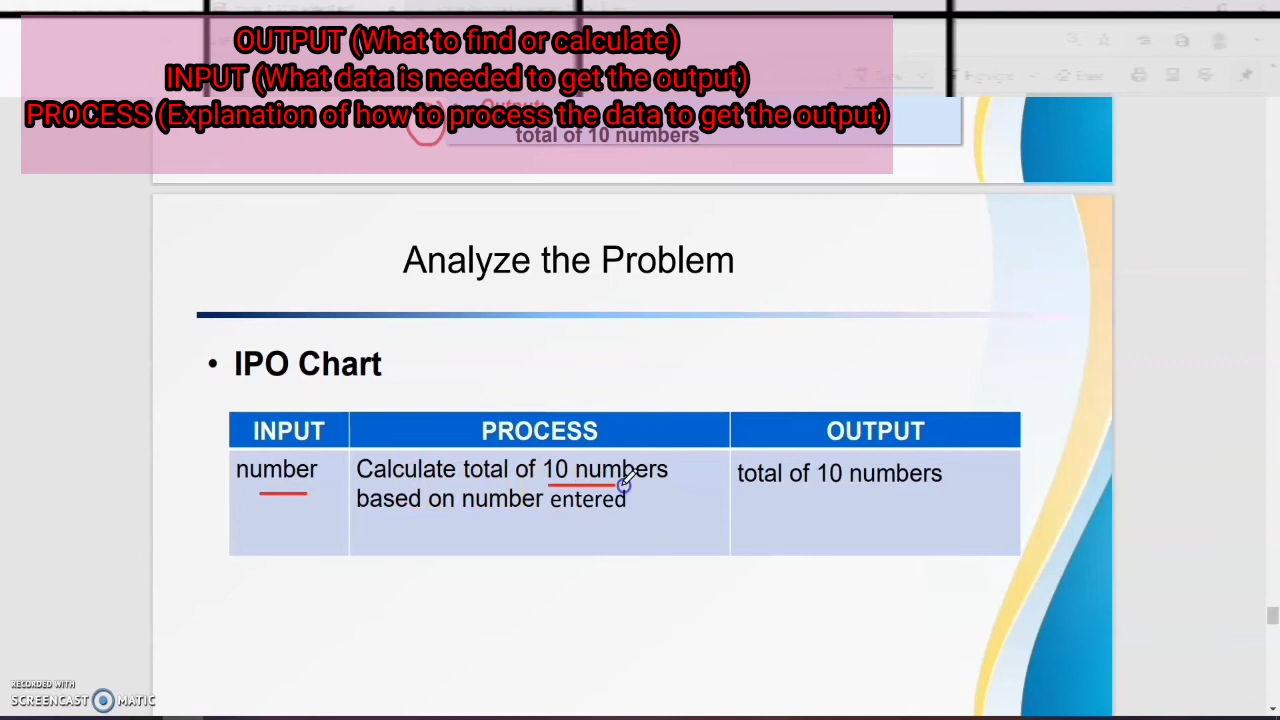 OUTPUT (What to find or calculate)
INPUT (What data is needed to get the output)
PROCESS (Explanation of how to process the data to get the output)
Output:
total of 10 numbers
Analyze the Problem
• IPO Chart
INPUT PROCESS OUTPUT
number Calculate total of 10 numbers total of 10 numbers
based on number entered
RECORDED WITH
SCREENCAST MATIC